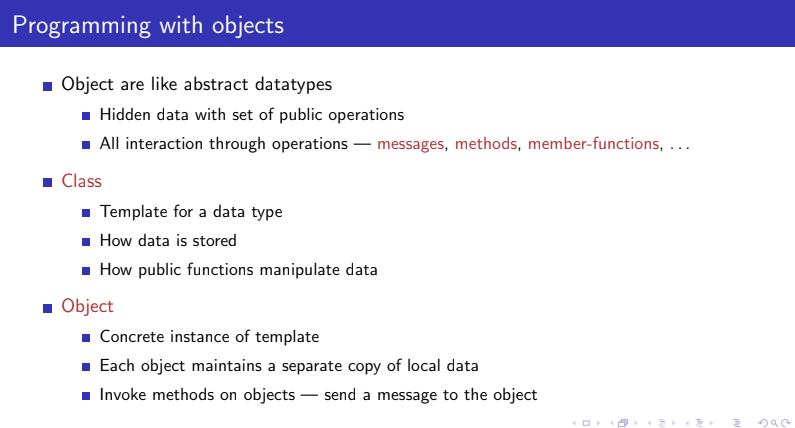 Programming with objects
Object are like abstract datatypes
Hidden data with set of public operations
All interaction through operations — messages, methods, member-functions, ...
Class
Template for a data type
How data is stored
How public functions manipulate data
Object
Concrete instance of template
Each object maintains a separate copy of local data
Invoke methods on objects — send a message to the object